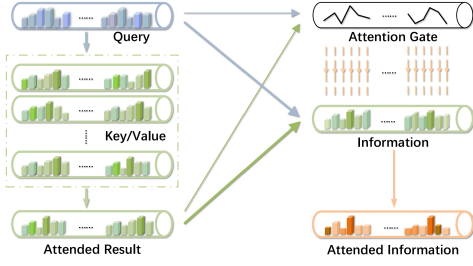 Query
Attention Gate
Key/Value
Information
Attended Result
Attended Information